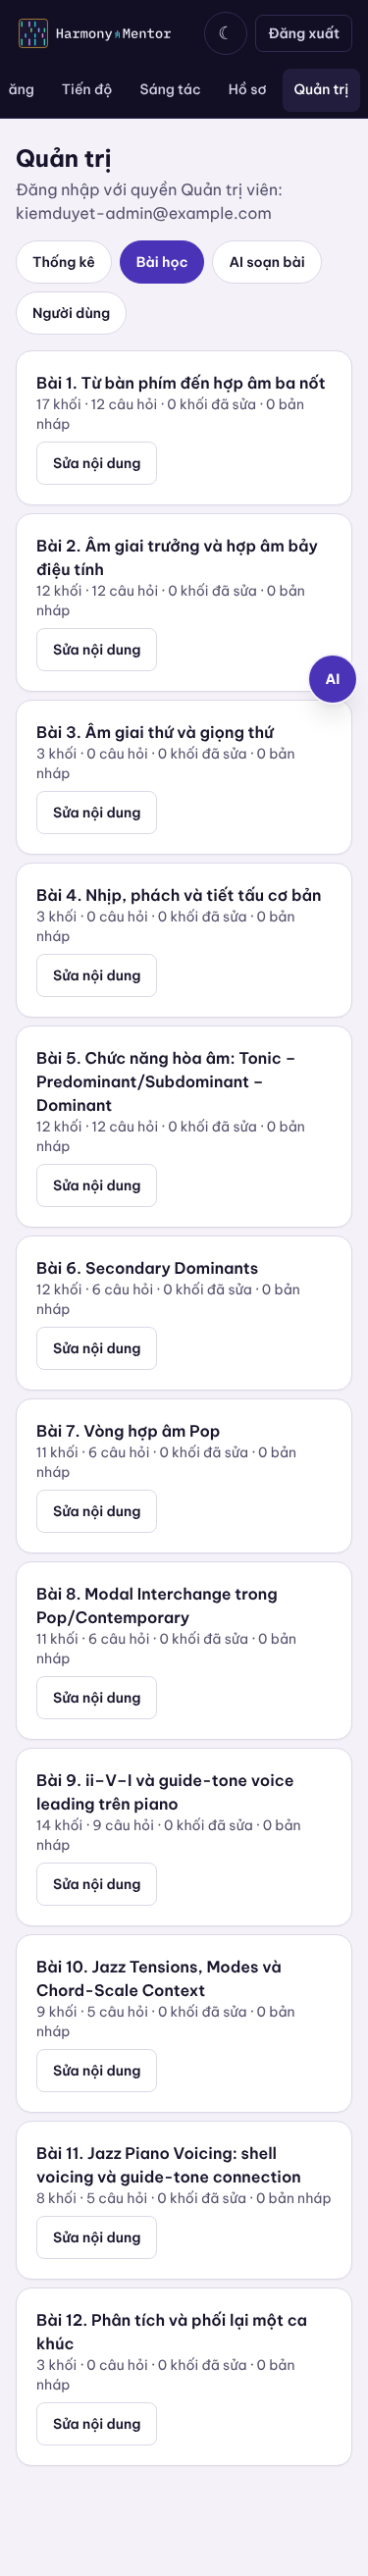 Harmony Mentor
Đăng xuất
ăng Tiến độ Sáng tác Hồ sơ Quản trị
Quản trị
Đăng nhập với quyền Quản trị viên:
kiemduyet-admin@example.com
Thống kê Bài học AI soạn bài
Người dùng
Bài 1. Từ bàn phím đến hợp âm ba nốt
17 khối · 12 câu hỏi · 0 khối đã sửa · 0 bản
nháp
Sửa nội dung
Bài 2. Âm giai trưởng và hợp âm bảy
điệu tính
12 khối · 12 câu hỏi · 0 khối đã sửa · 0 bản
nháp
Sửa nội dung
AI
Bài 3. Âm giai thứ và giọng thứ
3 khối · 0 câu hỏi · 0 khối đã sửa · 0 bản
nháp
Sửa nội dung
Bài 4. Nhịp, phách và tiết tấu cơ bản
3 khối · 0 câu hỏi · 0 khối đã sửa · 0 bản
nháp
Sửa nội dung
Bài 5. Chức năng hòa âm: Tonic –
Predominant/Subdominant –
Dominant
12 khối · 12 câu hỏi · 0 khối đã sửa · 0 bản
nháp
Sửa nội dung
Bài 6. Secondary Dominants
12 khối · 6 câu hỏi · 0 khối đã sửa · 0 bản
nháp
Sửa nội dung
Bài 7. Vòng hợp âm Pop
11 khối · 6 câu hỏi · 0 khối đã sửa · 0 bản
nháp
Sửa nội dung
Bài 8. Modal Interchange trong
Pop/Contemporary
11 khối · 6 câu hỏi · 0 khối đã sửa · 0 bản
nháp
Sửa nội dung
Bài 9. ii–V–I và guide-tone voice
leading trên piano
14 khối · 9 câu hỏi · 0 khối đã sửa · 0 bản
nháp
Sửa nội dung
Bài 10. Jazz Tensions, Modes và
Chord-Scale Context
9 khối · 5 câu hỏi · 0 khối đã sửa · 0 bản
nháp
Sửa nội dung
Bài 11. Jazz Piano Voicing: shell
voicing và guide-tone connection
8 khối · 5 câu hỏi · 0 khối đã sửa · 0 bản nháp
Sửa nội dung
Bài 12. Phân tích và phối lại một ca
khúc
3 khối · 0 câu hỏi · 0 khối đã sửa · 0 bản
nháp
Sửa nội dung